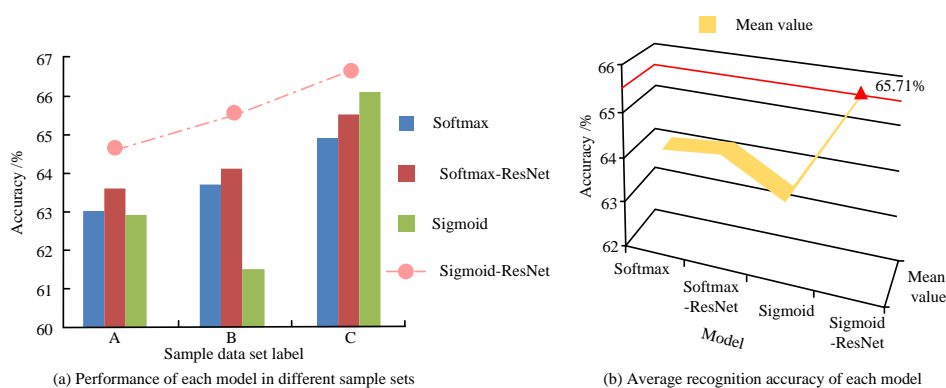 67
66
65
64
63
62
61
60
Accuracy /%
A
B
C
Sample data set label
Softmax
Softmax-ResNet
Sigmoid
Sigmoid-ResNet
(a) Performance of each model in different sample sets
Mean value
66
65
64
63
62
Accuracy /%
65.71%
Softmax
Softmax
-ResNet
Sigmoid
Sigmoid
-ResNet
Model
Mean
value
(b) Average recognition accuracy of each model